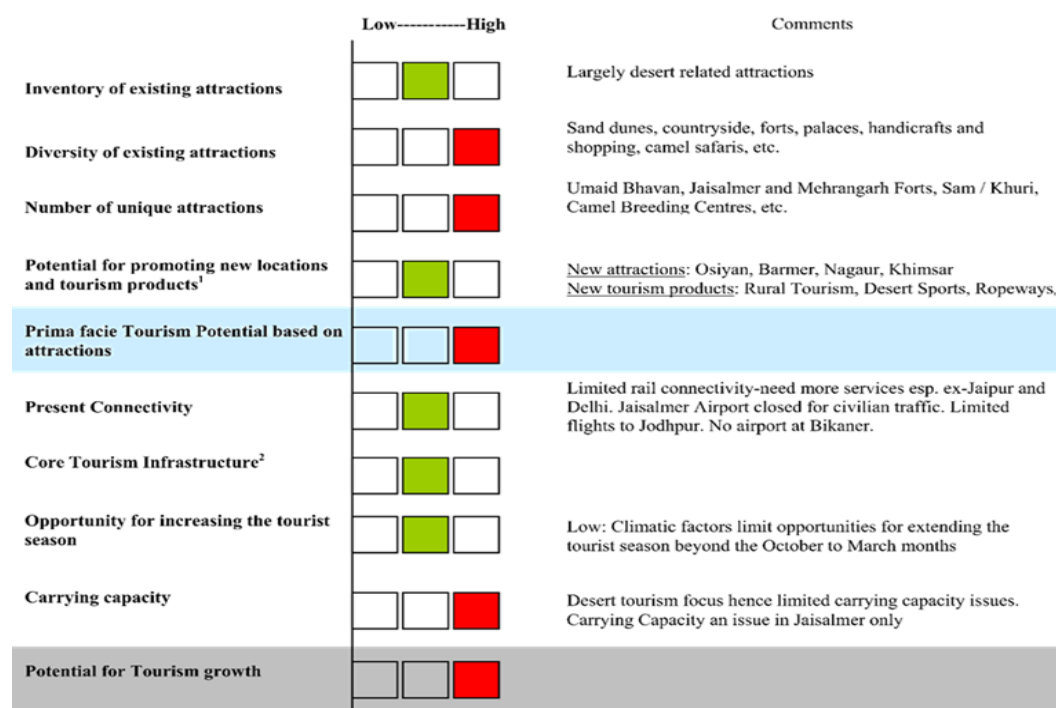 Low-----------High
Comments
Inventory of existing attractions
Largely desert related attractions
Diversity of existing attractions
Sand dunes, countryside, forts, palaces, handicrafts and
shopping, camel safaris, etc.
Number of unique attractions
Umaid Bhavan, Jaisalmer and Mehrangarh Forts, Sam / Khuri,
Camel Breeding Centres, etc.
Potential for promoting new locations
and tourism products¹
New attractions: Osiyan, Barmer, Nagaur, Khimsar
New tourism products: Rural Tourism, Desert Sports, Ropeways,
Prima facie Tourism Potential based on
attractions
Present Connectivity
Limited rail connectivity-need more services esp. ex-Jaipur and
Delhi. Jaisalmer Airport closed for civilian traffic. Limited
flights to Jodhpur. No airport at Bikaner.
Core Tourism Infrastructure²
Opportunity for increasing the tourist
season
Low: Climatic factors limit opportunities for extending the
tourist season beyond the October to March months
Carrying capacity
Desert tourism focus hence limited carrying capacity issues.
Carrying Capacity an issue in Jaisalmer only
Potential for Tourism growth